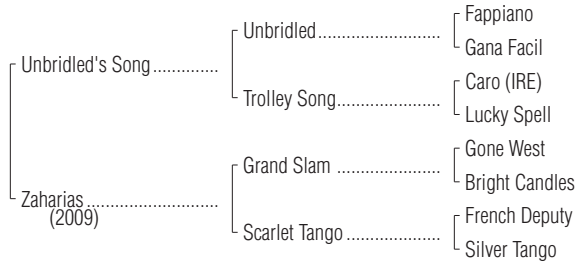 Fappiano
Unbridled
Gana Facil
Unbridled's Song
Caro (IRE)
Trolley Song
Lucky Spell
Gone West
Grand Slam
Bright Candles
Zaharias
(2009)
French Deputy
Scarlet Tango
Silver Tango